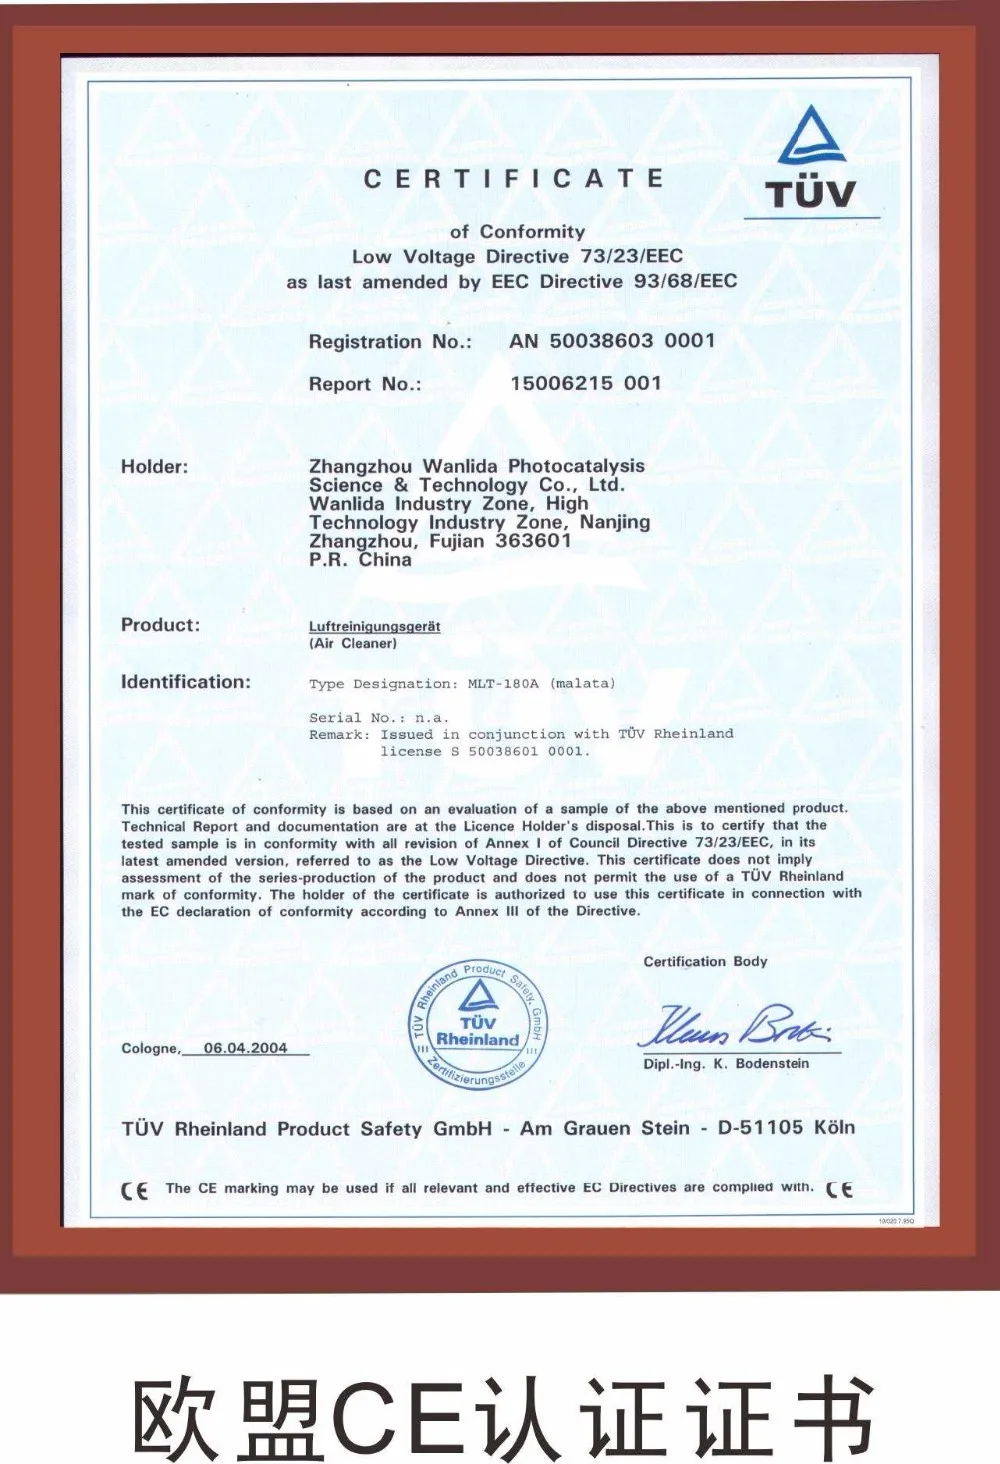 TÜV
CERTIFICATE
of Conformity
Low Voltage Directive 73/23/EEC
as last amended by EEC Directive 93/68/EEC
Registration No.: AN 50038603 0001
Report No.: 15006215 001
Holder: Zhangzhou Wanlida Photocatalysis
Science & Technology Co., Ltd.
Wanlida Industry Zone, High
Technology Industry Zone, Nanjing
Zhangzhou, Fujian 363601
P.R. China
Product: Luftreinigungsgerät
(Air Cleaner)
Identification: Type Designation: MLT-180A (malata)
Serial No.: n.a.
Remark: Issued in conjunction with TÜV Rheinland
license S 50038601 0001.
This certificate of conformity is based on an evaluation of a sample of the above mentioned product.
Technical Report and documentation are at the Licence Holder's disposal.This is to certify that the
tested sample is in conformity with all revision of Annex I of Council Directive 73/23/EEC, in its
latest amended version, referred to as the Low Voltage Directive. This certificate does not imply
assessment of the series-production of the product and does not permit the use of a TÜV Rheinland
mark of conformity. The holder of the certificate is authorized to use this certificate in connection with
the EC declaration of conformity according to Annex III of the Directive.
Certification Body
TÜV Rheinland Product Safety GmbH
TÜV
Rheinland
Zertifizierungsstelle
Cologne, 06.04.2004
Dipl.-Ing. K. Bodenstein
TÜV Rheinland Product Safety GmbH - Am Grauen Stein - D-51105 Köln
CE The CE marking may be used if all relevant and effective EC Directives are complied with. CE
欧盟CE认证证书